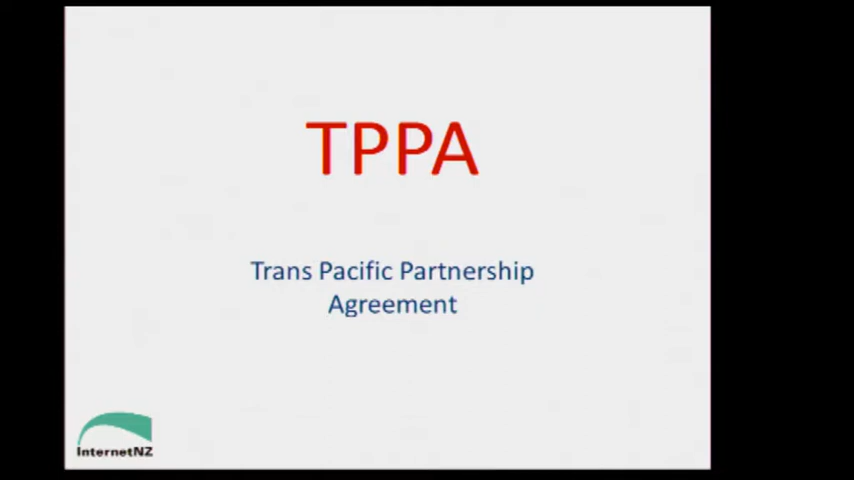 TPPA
Trans Pacific Partnership
Agreement
InternetNZ